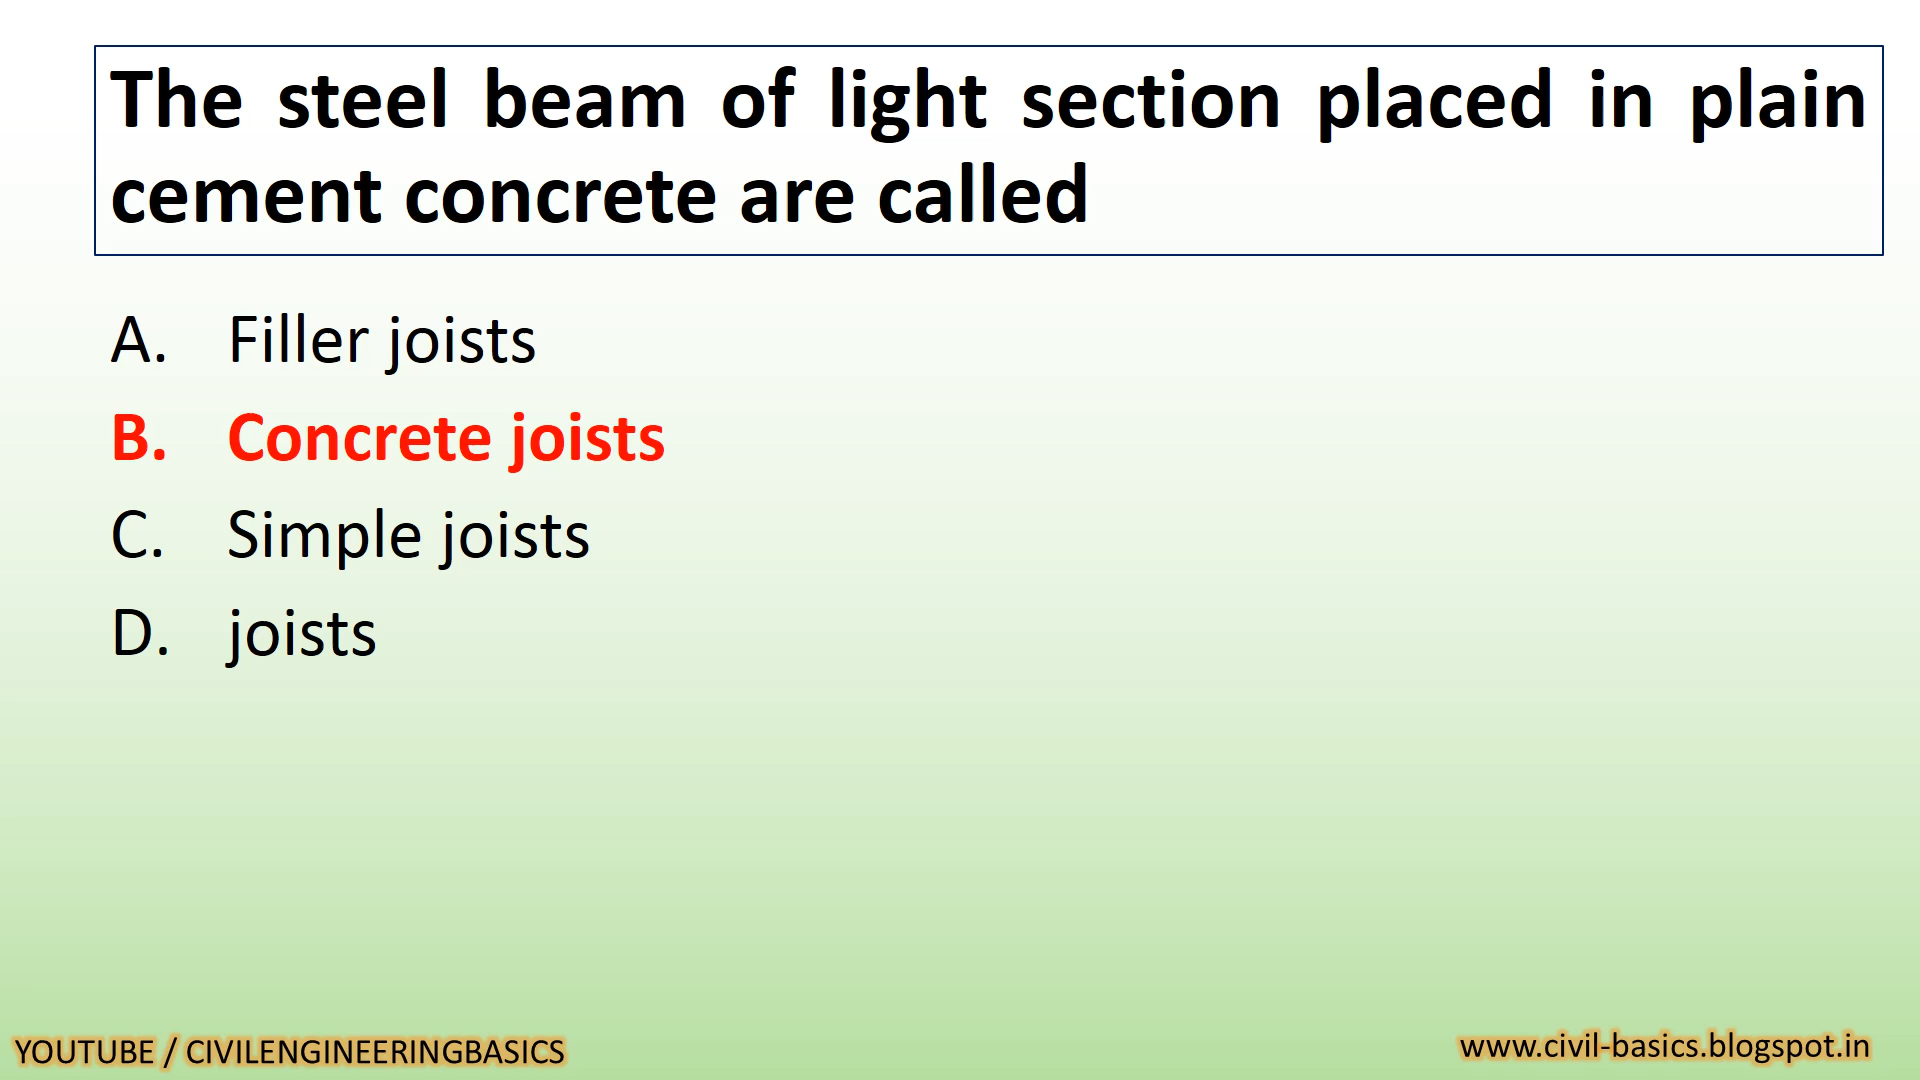 The steel beam of light section placed in plain
cement concrete are called
A. Filler joists
B. Concrete joists
C. Simple joists
D. joists
YOUTUBE / CIVILENGINEERINGBASICS
www.civil-basics.blogspot.in